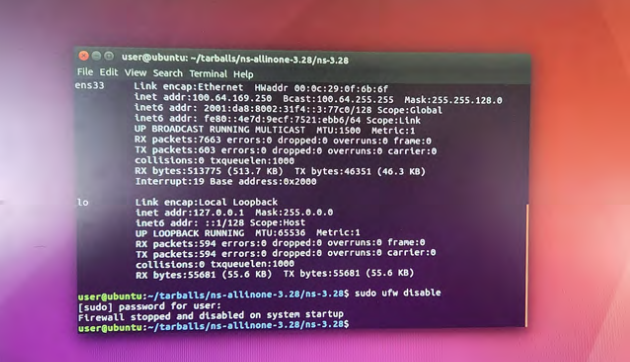 user@ubuntu: ~/tarballs/ns-allinone-3.28/ns-3.28
File Edit View Search Terminal Help
ens33 Link encap:Ethernet HWaddr 00:0c:29:0f:6b:6f
inet addr:100.64.169.250 Bcast:100.64.255.255 Mask:255.255.128.0
inet6 addr: 2001:da8:8002:31f4::3:77c0/128 Scope:Global
inet6 addr: fe80::4e7d:9ecf:7521:ebb6/64 Scope:Link
UP BROADCAST RUNNING MULTICAST MTU:1500 Metric:1
RX packets:7663 errors:0 dropped:0 overruns:0 frame:0
TX packets:603 errors:0 dropped:0 overruns:0 carrier:0
collisions:0 txqueuelen:1000
RX bytes:513775 (513.7 KB) TX bytes:46351 (46.3 KB)
Interrupt:19 Base address:0x2000
lo Link encap:Local Loopback
inet addr:127.0.0.1 Mask:255.0.0.0
inet6 addr: ::1/128 Scope:Host
UP LOOPBACK RUNNING MTU:65536 Metric:1
RX packets:594 errors:0 dropped:0 overruns:0 frame:0
TX packets:594 errors:0 dropped:0 overruns:0 carrier:0
collisions:0 txqueuelen:1000
RX bytes:55681 (55.6 KB) TX bytes:55681 (55.6 KB)
user@ubuntu:~/tarballs/ns-allinone-3.28/ns-3.28$ sudo ufw disable
[sudo] password for user:
Firewall stopped and disabled on system startup
user@ubuntu:~/tarballs/ns-allinone-3.28/ns-3.28$